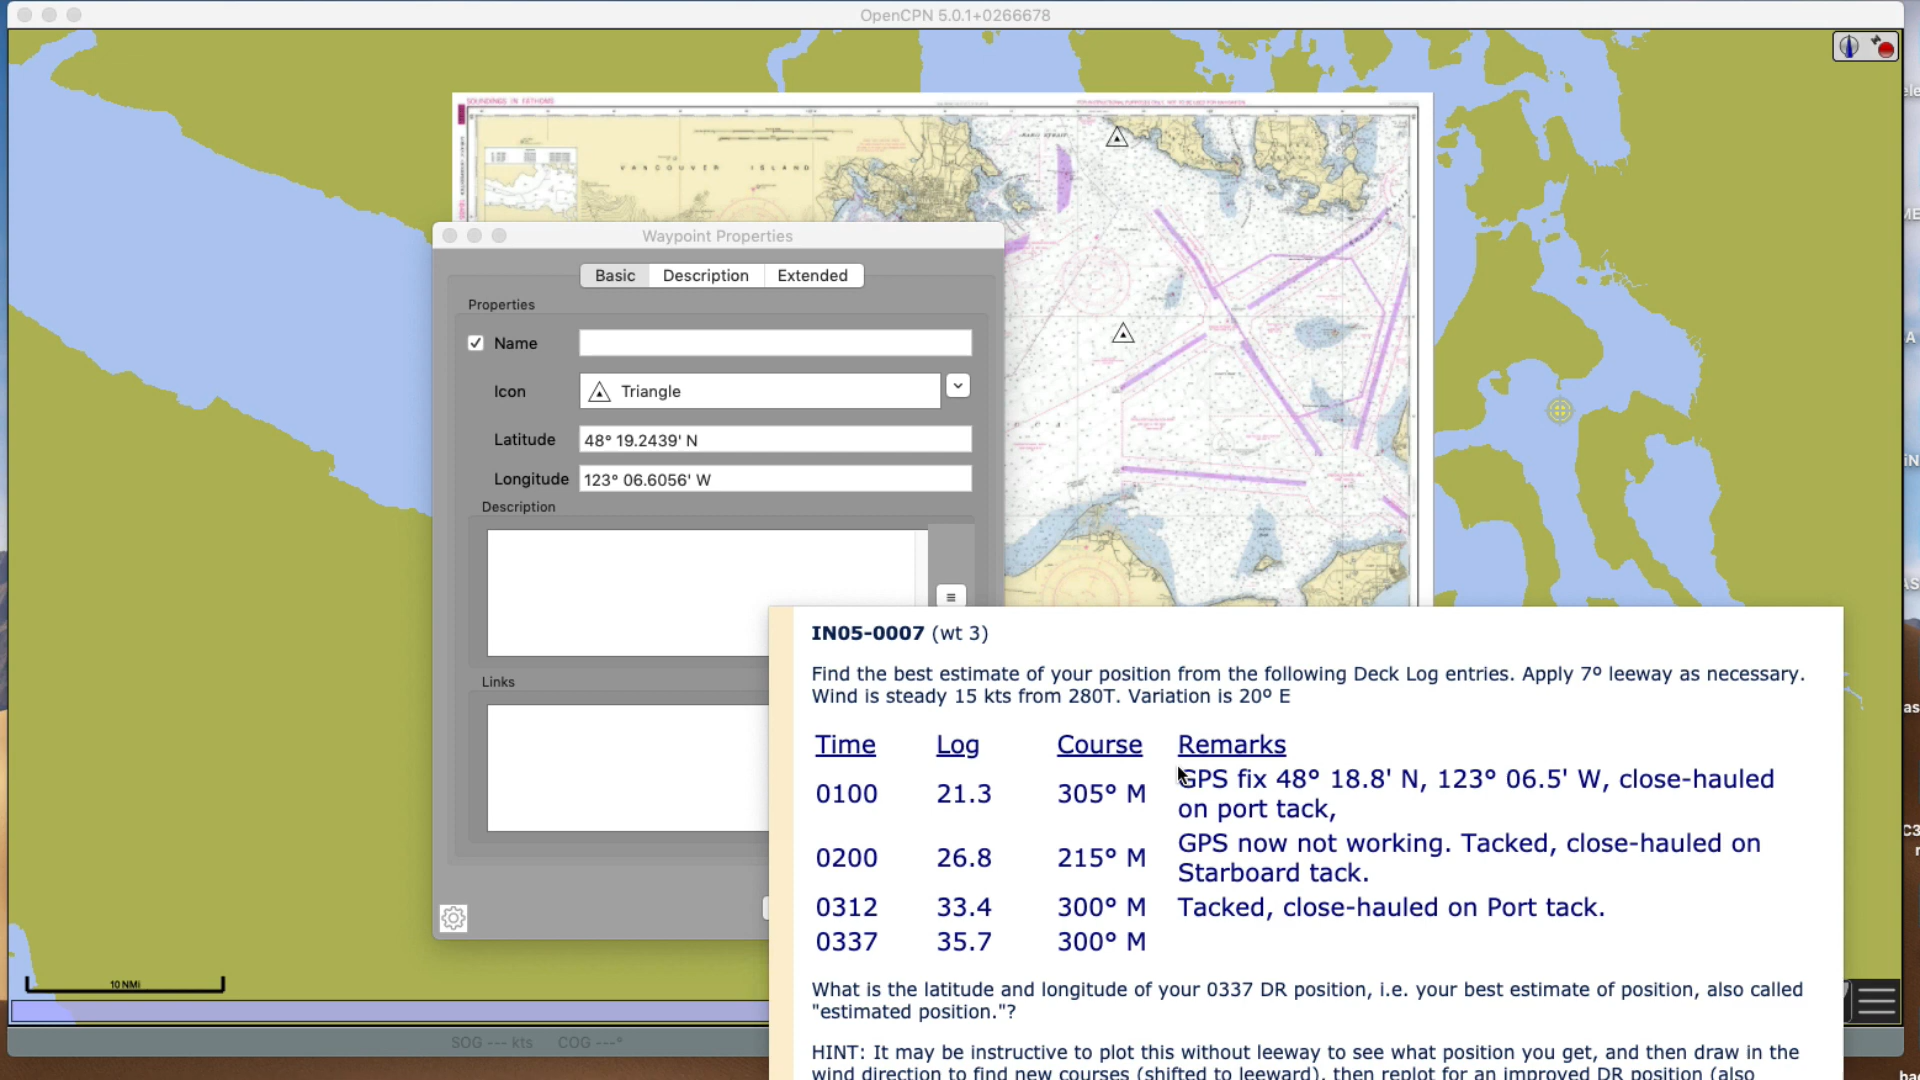 OpenCPN 5.0.1+0266678
SOUNDINGS IN FATHOMS
VANCOUVER ISLAND
Waypoint Properties
Basic
Description
Extended
Properties
Name
Icon
Triangle
Latitude
48° 19.2439' N
Longitude
123° 06.6056' W
Description
Links
10 NMi
SOG --- kts COG ---°
IN05-0007 (wt 3)
Find the best estimate of your position from the following Deck Log entries. Apply 7º leeway as necessary.
Wind is steady 15 kts from 280T. Variation is 20º E
Time Log Course Remarks
0100 21.3 305° M GPS fix 48° 18.8' N, 123° 06.5' W, close-hauled
on port tack,
0200 26.8 215° M GPS now not working. Tacked, close-hauled on
Starboard tack.
0312 33.4 300° M Tacked, close-hauled on Port tack.
0337 35.7 300° M
What is the latitude and longitude of your 0337 DR position, i.e. your best estimate of position, also called
"estimated position."?
HINT: It may be instructive to plot this without leeway to see what position you get, and then draw in the
wind direction to find new courses (shifted to leeward), then replot for an improved DR position (also